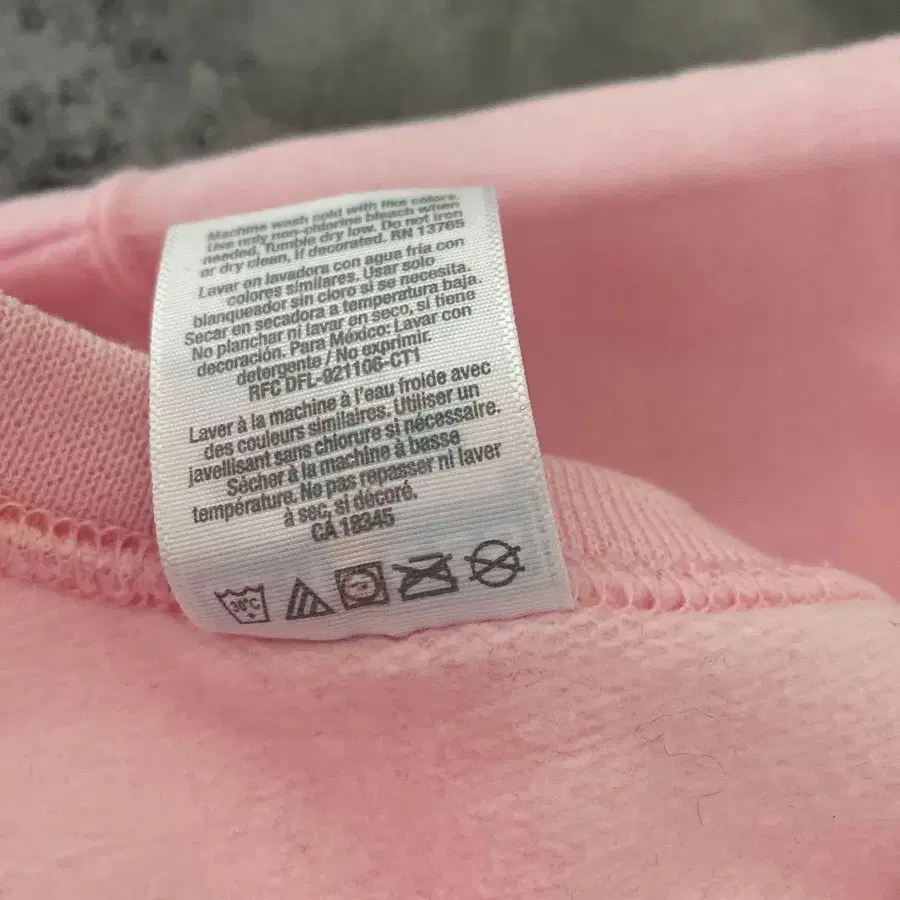 Machine wash cold with like colors.
Use only non-chlorine bleach when
needed. Tumble dry low. Do not iron
or dry clean, if decorated. RN 13765
Lavar en lavadora con agua fria con
colores similares. Usar solo
blanqueador sin cloro si se necesita.
Secar en secadora a temperatura baja.
No planchar ni lavar en seco, si tiene
decoración. Para México: Lavar con
detergente / No exprimir.
RFC DFL-921106-CT1
Laver à la machine à l'eau froide avec
des couleurs similaires. Utiliser un
javellisant sans chlorure si nécessaire.
Sécher à la machine à basse
température. No pas repasser ni laver
à sec, si décoré.
CA 19345
30°C